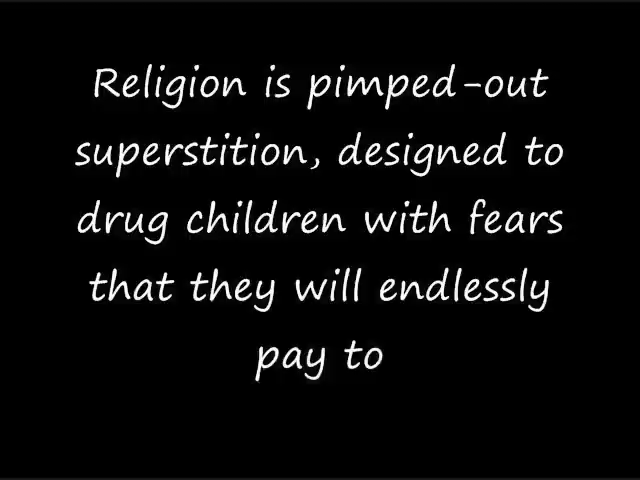 Religion is pimped-out
superstition, designed to
drug children with fears
that they will endlessly
pay to